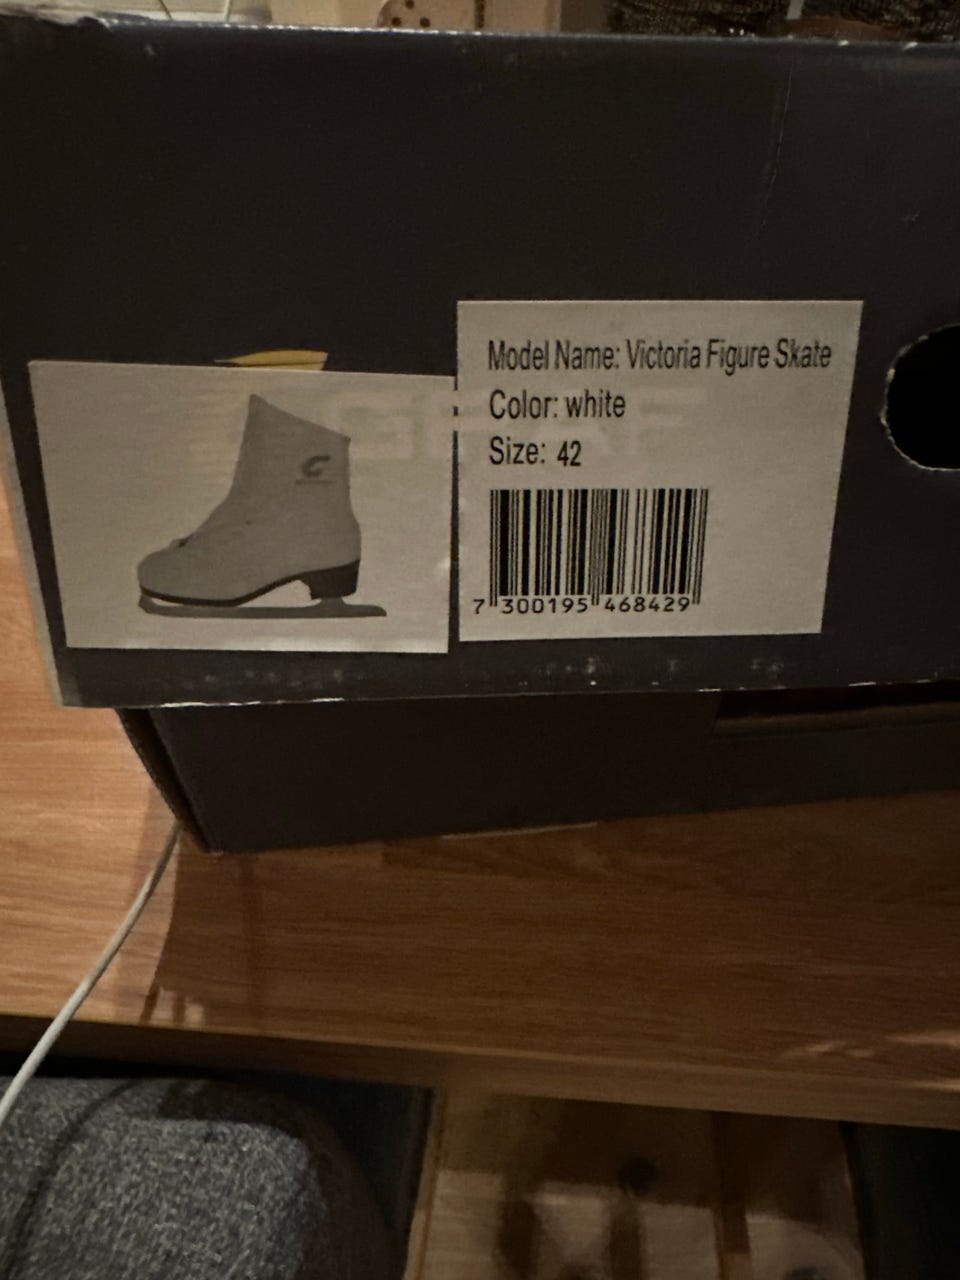 Model Name: Victoria Figure Skate
Color: white
Size: 42
7 300195 468429